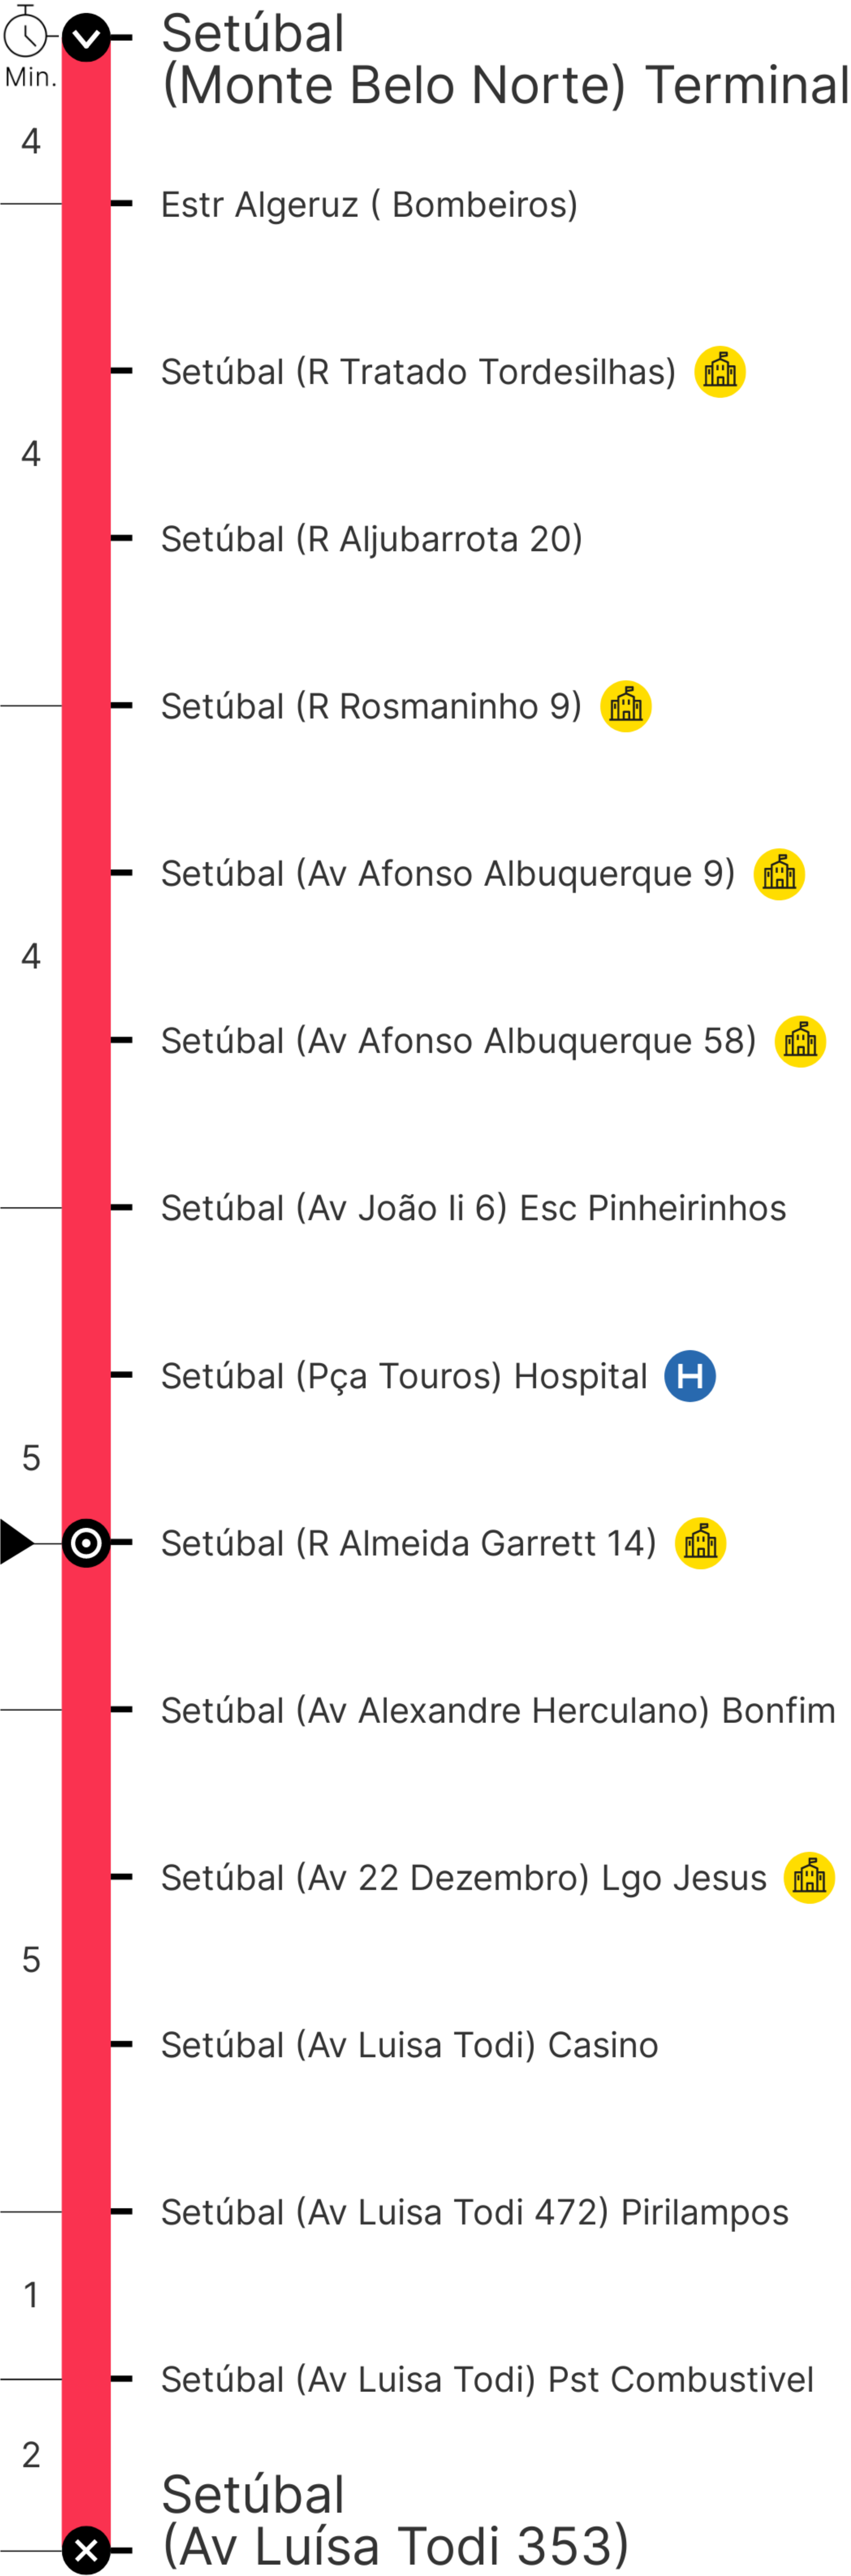 Setúbal
(Monte Belo Norte) Terminal
Min.
4
Estr Algeruz ( Bombeiros)
Setúbal (R Tratado Tordesilhas)
4
Setúbal (R Aljubarrota 20)
Setúbal (R Rosmaninho 9)
Setúbal (Av Afonso Albuquerque 9)
4
Setúbal (Av Afonso Albuquerque 58)
Setúbal (Av João Ii 6) Esc Pinheirinhos
Setúbal (Pça Touros) Hospital H
5
Setúbal (R Almeida Garrett 14)
Setúbal (Av Alexandre Herculano) Bonfim
Setúbal (Av 22 Dezembro) Lgo Jesus
5
Setúbal (Av Luisa Todi) Casino
Setúbal (Av Luisa Todi 472) Pirilampos
1
Setúbal (Av Luisa Todi) Pst Combustivel
2
Setúbal
(Av Luísa Todi 353)